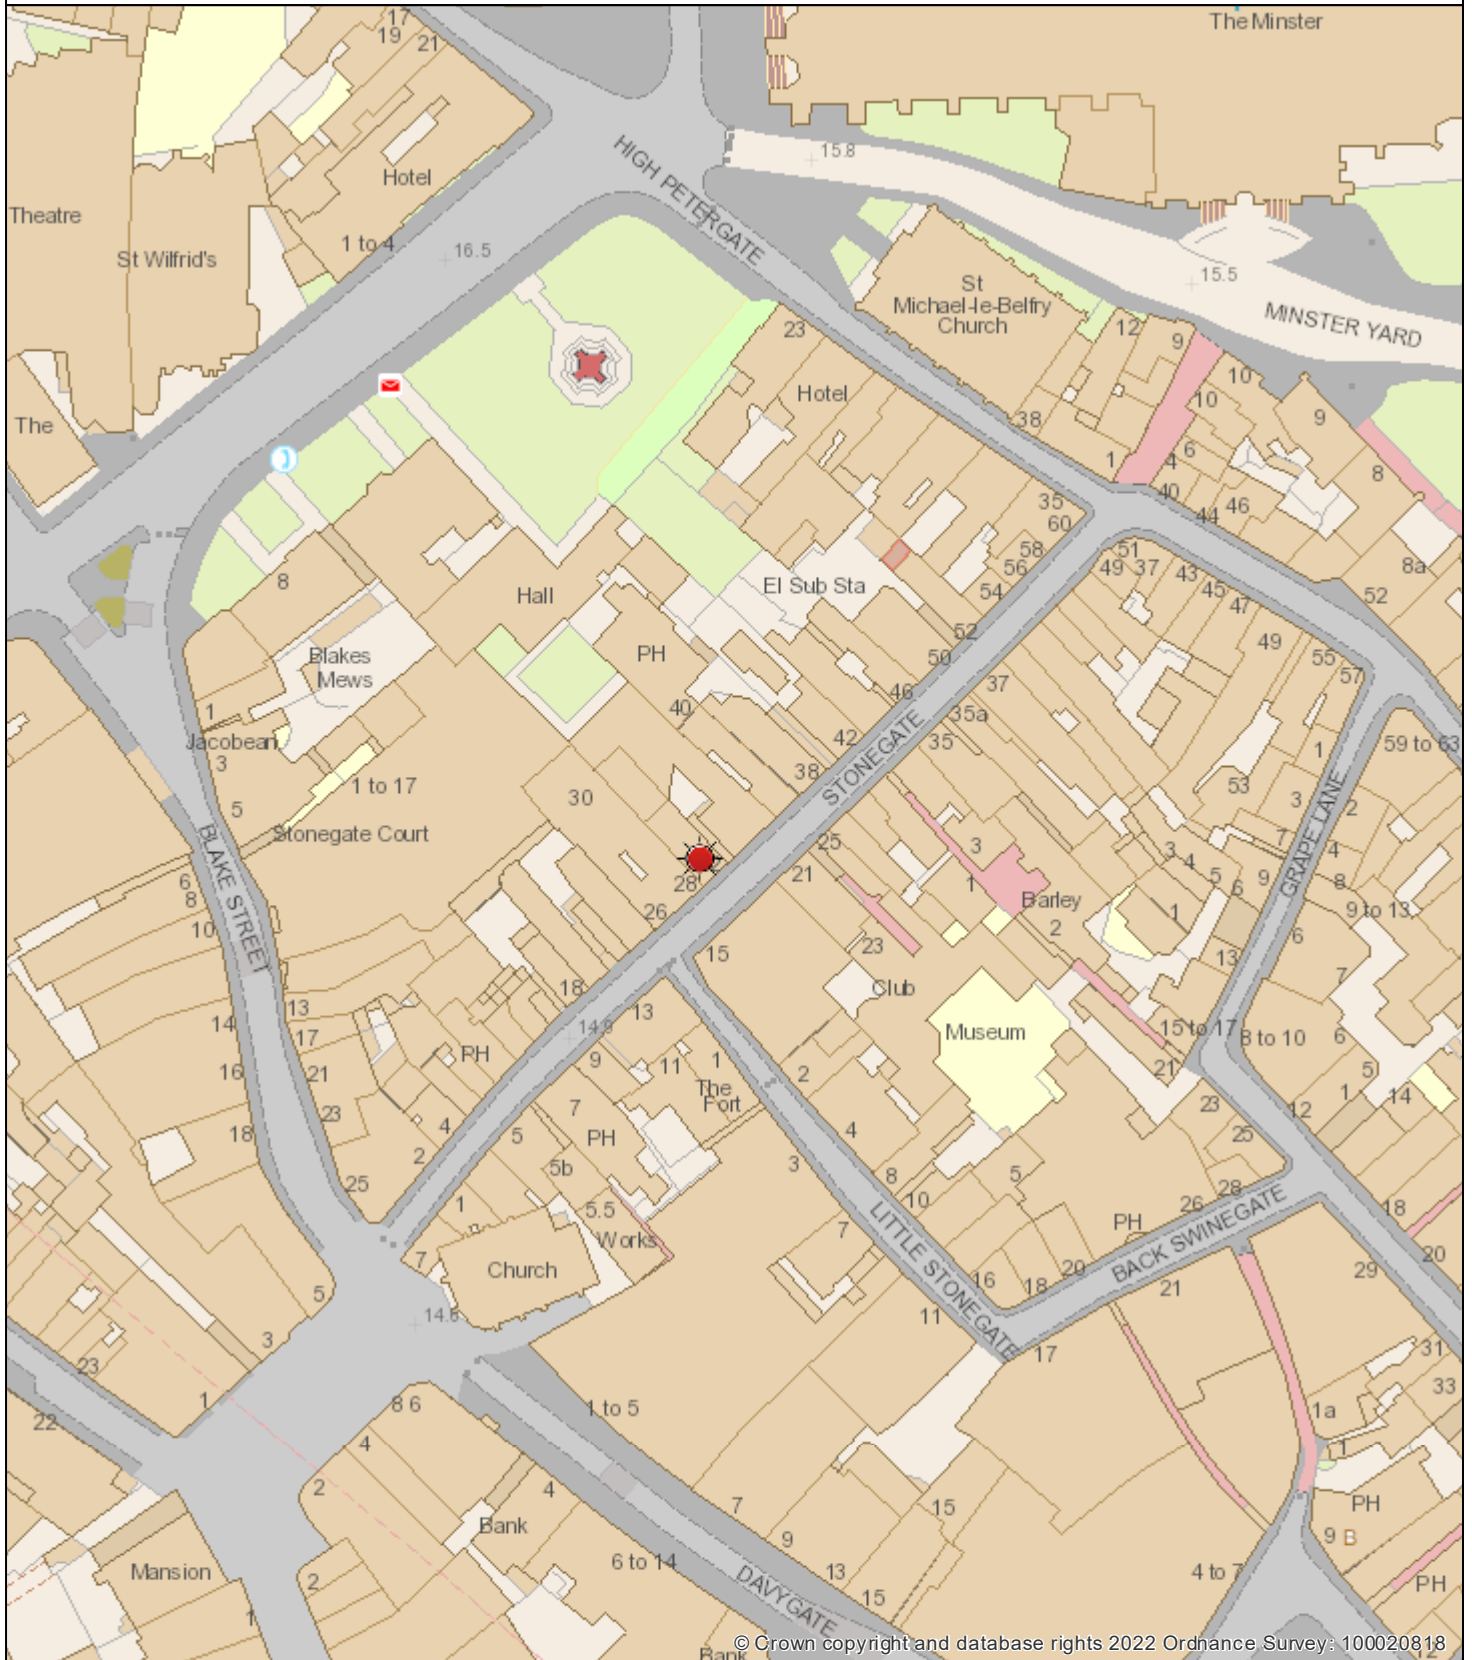 The Minster
17
19
21
15.8
HIGH PETERGATE
Hotel
Theatre
St Wilfrid's
1 to 4
16.5
15.5
St
Michael-le-Belfry
Church
MINSTER YARD
12
9
23
Hotel
10
10
9
38
The
1
4
6
8
40
46
44
35
60
58
56
54
51
49
37
43
45
47
8a
52
El Sub Sta
8
Hall
52
50
49
55
57
PH
Blakes
Mews
46
37
40
35a
1
Jacobean
3
42
35
STONEGATE
1
59 to 63
38
1 to 17
30
53
3
2
GRAPE LANE
5
Stonegate Court
BLAKE STREET
25
3
7
3
4
4
5
6
9
8
21
28
1
6
8
26
Barley
2
1
9 to 13
10
15
23
6
13
7
18
Club
13
13
14.9
14
17
Museum
15 to 17
8 to 10
6
PH
9
11
1
The
Fort
2
21
5
16
21
1
14
23
7
23
12
18
4
5
PH
4
25
2
5b
3
8
5
25
1
5.5
10
28
26
18
Works
7
LITTLE STONEGATE
PH
BACK SWINEGATE
7
20
20
Church
16
18
21
29
5
14.6
11
3
17
31
23
33
1
8 6
1 to 5
1a
22
4
1
2
4
7
15
PH
Bank
9
9 B
6 to 14
Mansion
13
4 to 7
2
15
PH
DAVYGATE
1
Bank
12
© Crown copyright and database rights 2022 Ordnance Survey: 100020818